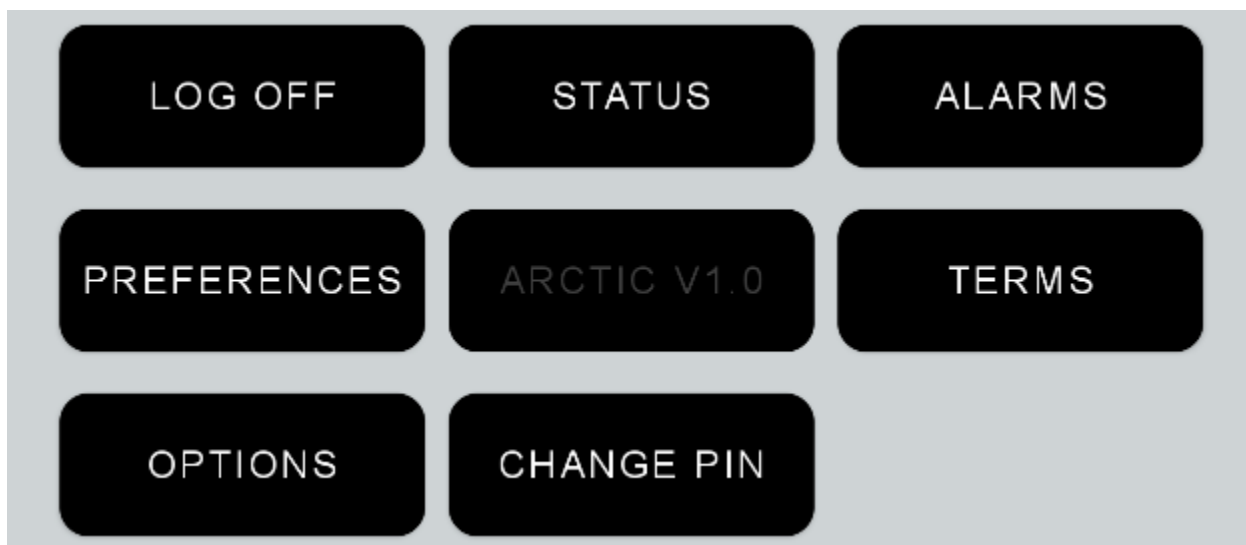 LOG OFF
STATUS
ALARMS
PREFERENCES
ARCTIC V1.0
TERMS
OPTIONS
CHANGE PIN